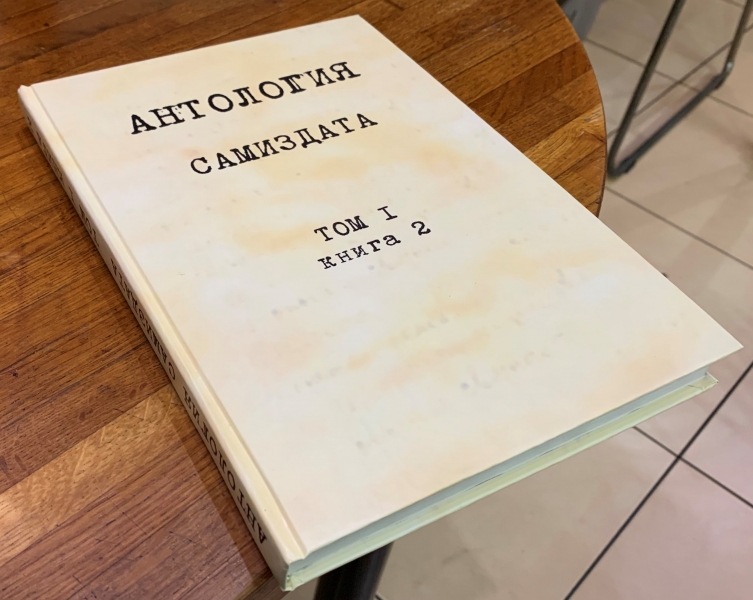 АНТОЛОГИЯ
САМИЗДАТА
ТОМ I
книга 2
АНТОЛОГИЯ САМИЗДАТА